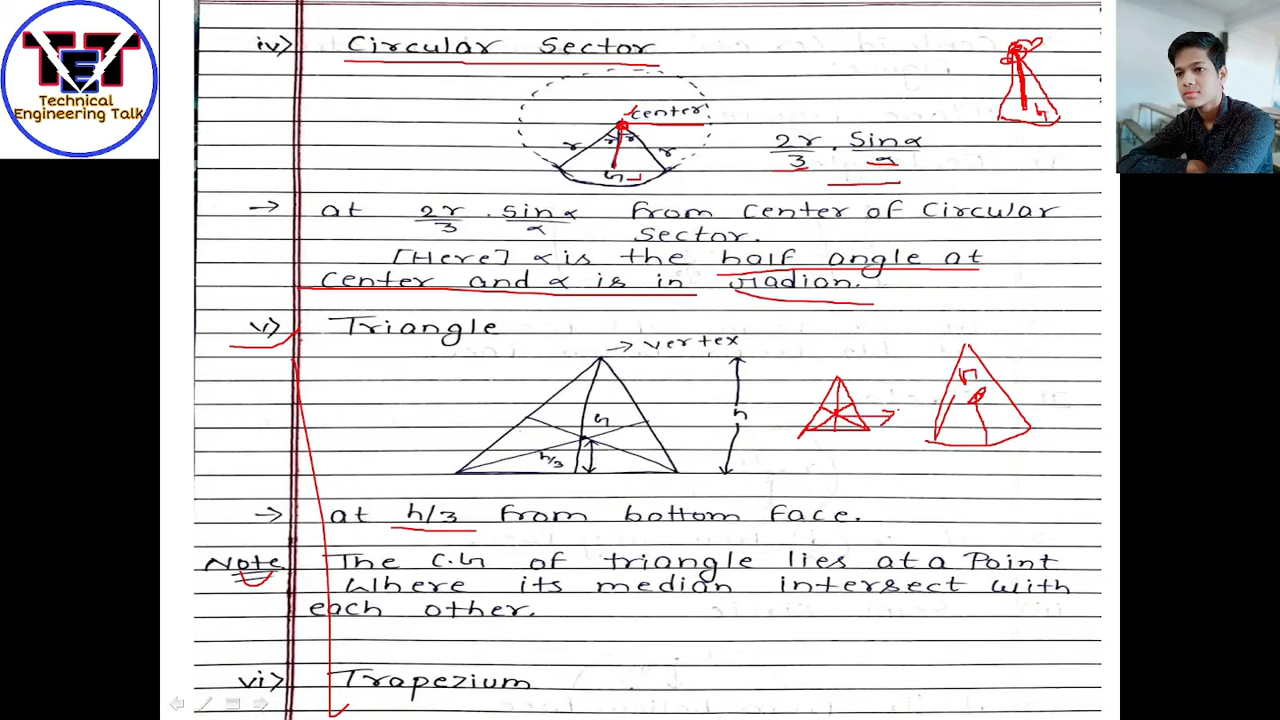 TET
Technical
Engineering Talk
iv> Circular Sector
center
r r r r
G
2r/3 . Sinα/α
G
→ at 2r/3 . sinα/α from center of circular
sector.
[Here] α is the half angle at
center and α is in radian.
v> Triangle
→ vertex
G
h
h/3
G
→ at h/3 from bottom face.
Note The C.G of triangle lies at a Point
Where its median intersect with
each other.
vi> Trapezium